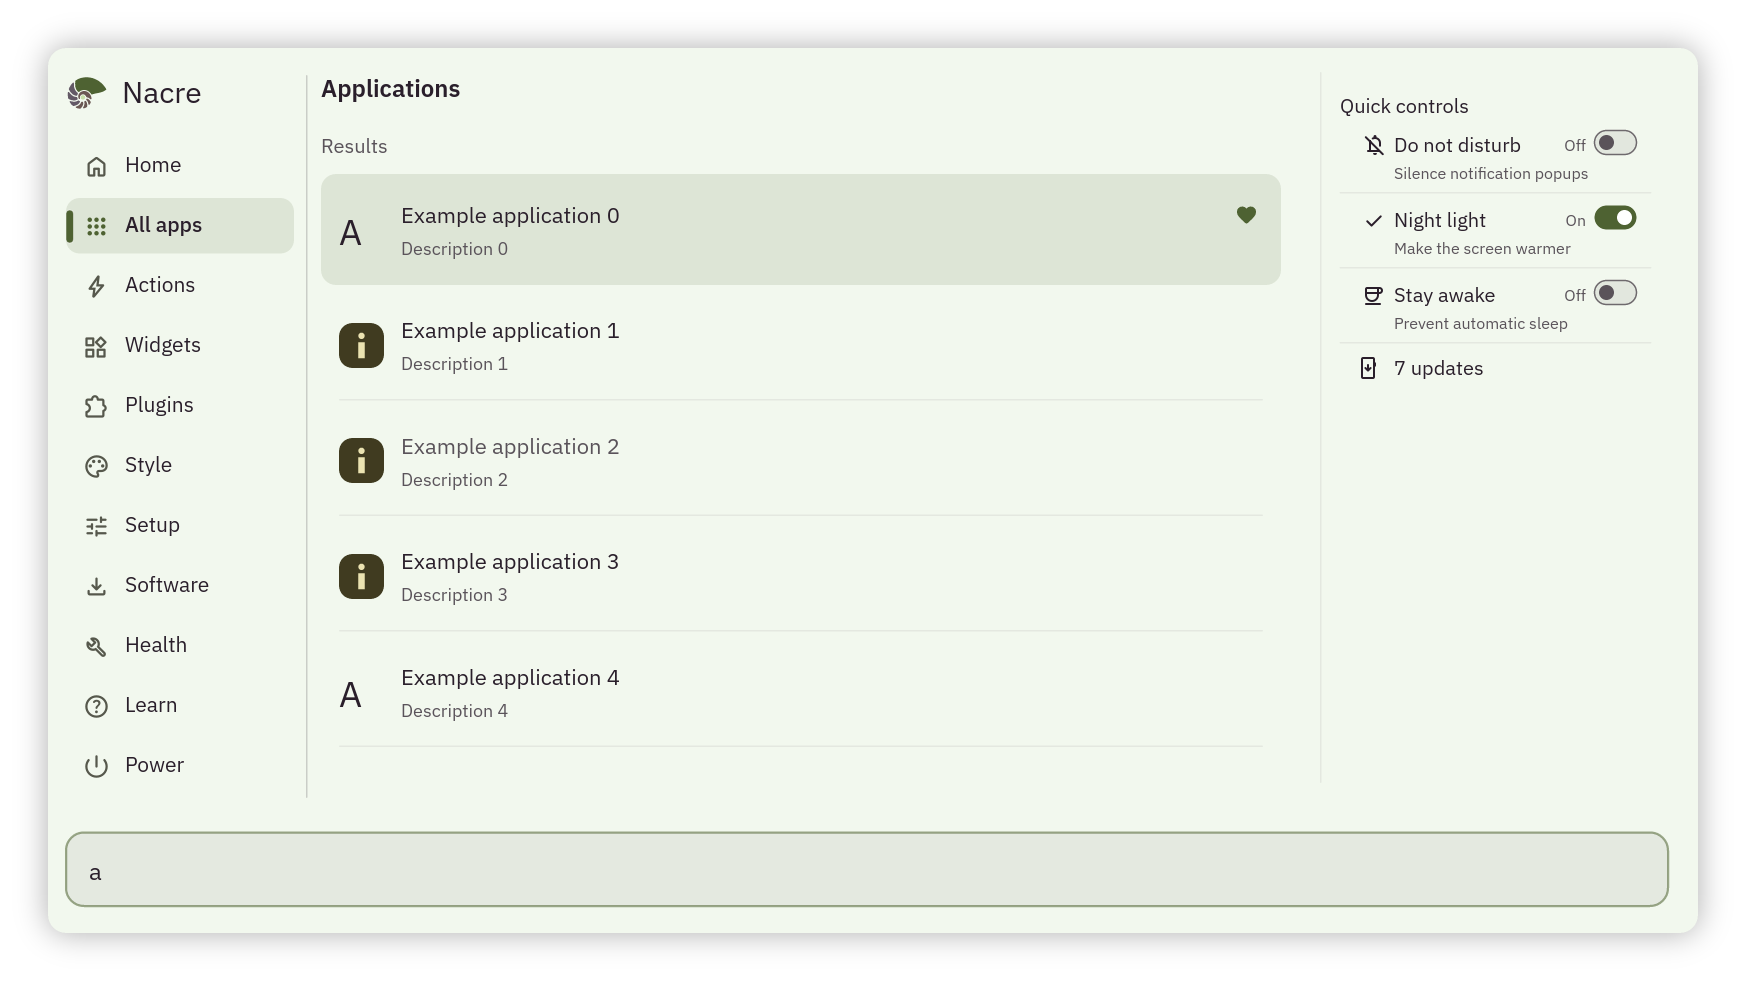 Nacre
Home
All apps
Actions
Widgets
Plugins
Style
Setup
Software
Health
Learn
Power
Applications
Results
A
Example application 0
Description 0
Example application 1
Description 1
Example application 2
Description 2
Example application 3
Description 3
A
Example application 4
Description 4
Quick controls
Do not disturb Off
Silence notification popups
Night light On
Make the screen warmer
Stay awake Off
Prevent automatic sleep
7 updates
a